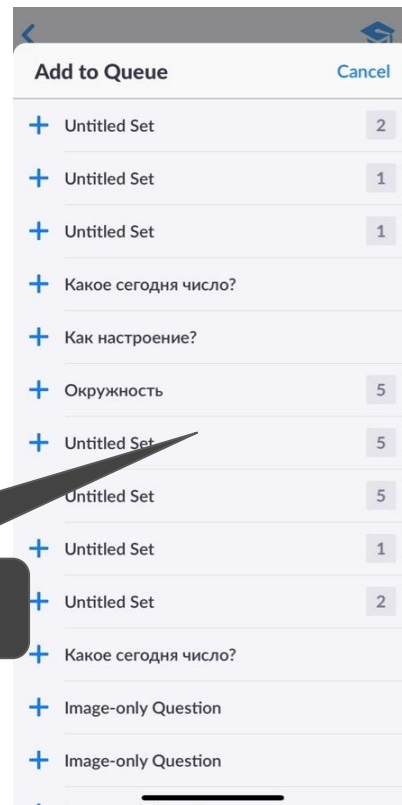 Add to Queue Cancel
Untitled Set 2
Untitled Set 1
Untitled Set 1
Какое сегодня число?
Как настроение?
Окружность 5
Untitled Set 5
Untitled Set 5
Untitled Set 1
Untitled Set 2
Какое сегодня число?
Image-only Question
Image-only Question